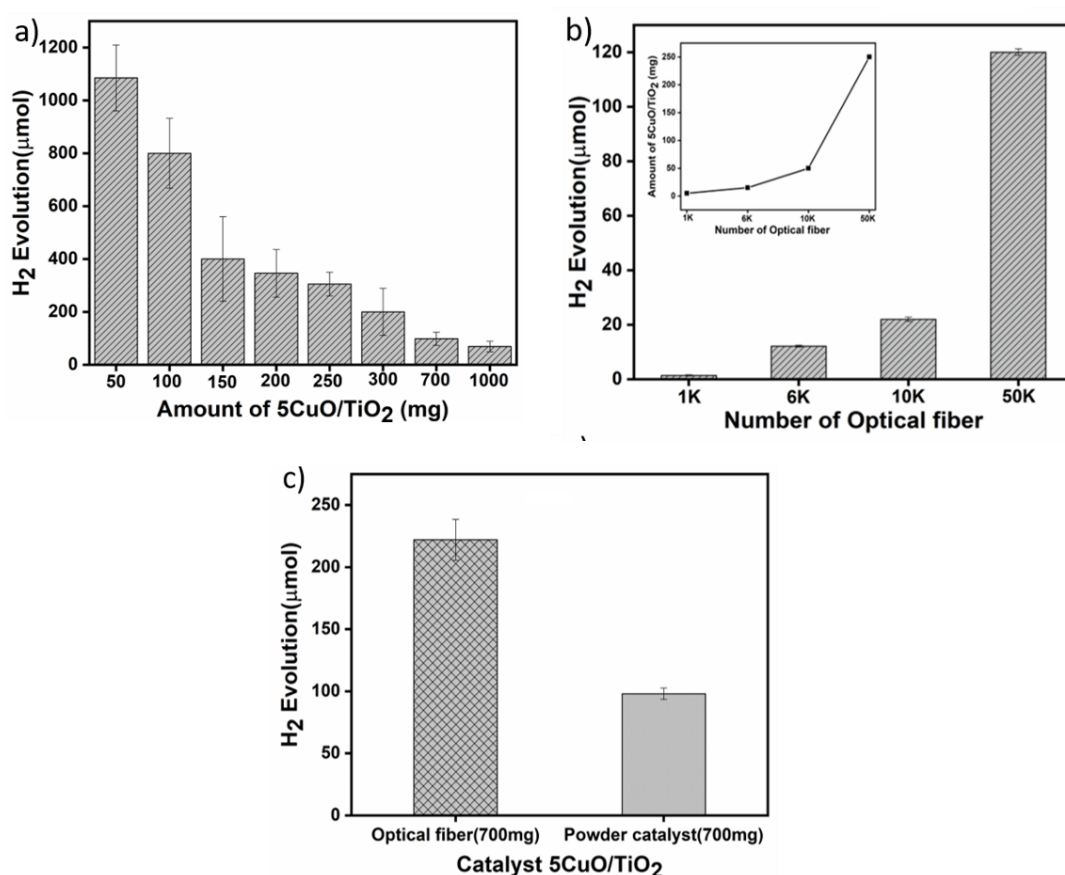 a)
1200
1000
800
600
400
200
0
H2 Evolution(μmol)
50 100 150 200 250 300 700 1000
Amount of 5CuO/TiO2 (mg)
b)
120
100
80
60
40
20
0
H2 Evolution(μmol)
250
200
150
100
50
0
Amount of 5CuO/TiO2 (mg)
1K 6K 10K 50K
Number of Optical fiber
1K 6K 10K 50K
Number of Optical fiber
c)
250
200
150
100
50
0
H2 Evolution(μmol)
Optical fiber(700mg) Powder catalyst(700mg)
Catalyst 5CuO/TiO2